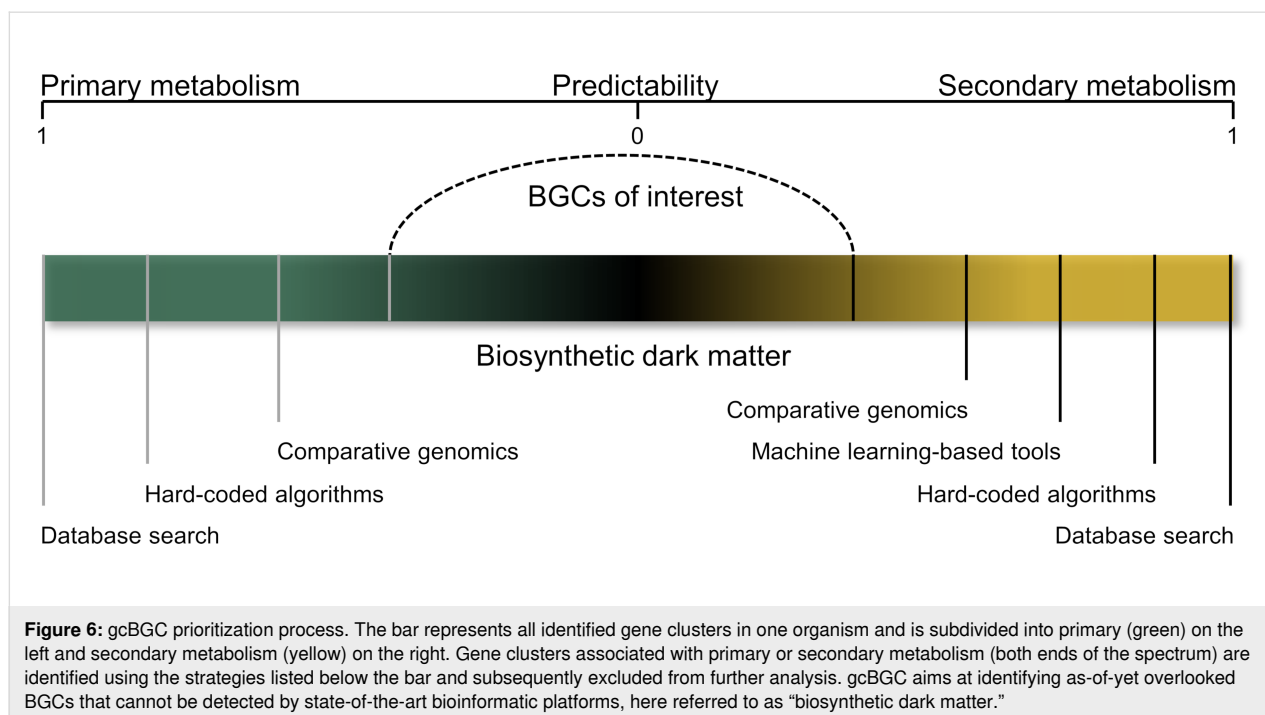 Primary metabolism Predictability Secondary metabolism
1 0 1
BGCs of interest
Biosynthetic dark matter
Comparative genomics
Comparative genomics Machine learning-based tools
Hard-coded algorithms Hard-coded algorithms
Database search Database search
Figure 6: gcBGC prioritization process. The bar represents all identified gene clusters in one organism and is subdivided into primary (green) on the
left and secondary metabolism (yellow) on the right. Gene clusters associated with primary or secondary metabolism (both ends of the spectrum) are
identified using the strategies listed below the bar and subsequently excluded from further analysis. gcBGC aims at identifying as-of-yet overlooked
BGCs that cannot be detected by state-of-the-art bioinformatic platforms, here referred to as “biosynthetic dark matter.”